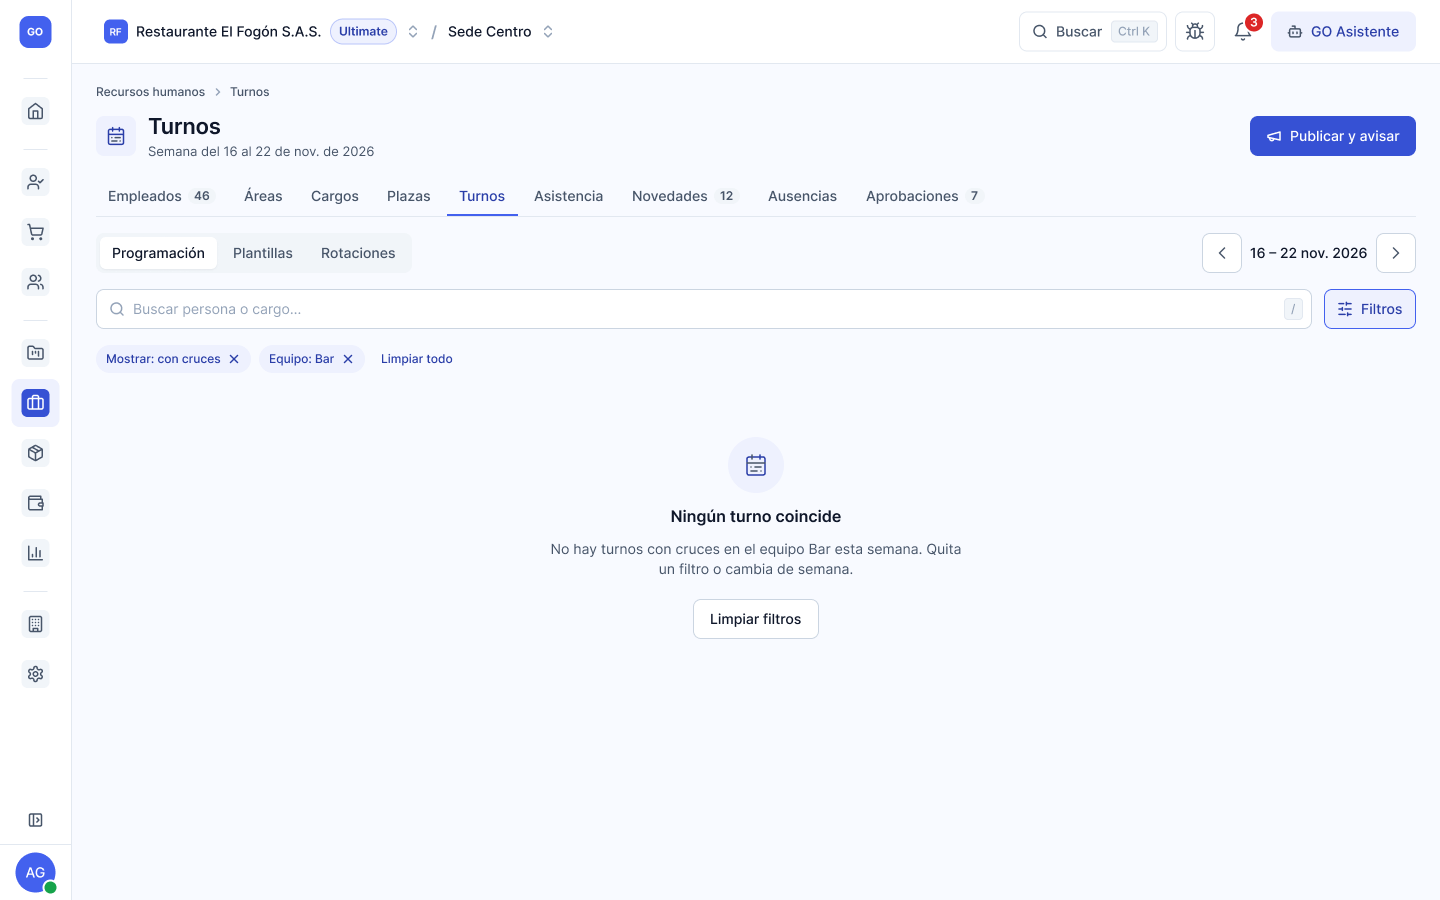 GO
RF Restaurante El Fogón S.A.S. Ultimate / Sede Centro
Buscar Ctrl K
3
GO Asistente
Recursos humanos Turnos
Turnos
Semana del 16 al 22 de nov. de 2026
Publicar y avisar
Empleados 46 Áreas Cargos Plazas Turnos Asistencia Novedades 12 Ausencias Aprobaciones 7
Programación Plantillas Rotaciones
16 – 22 nov. 2026
Buscar persona o cargo... /
Filtros
Mostrar: con cruces Equipo: Bar Limpiar todo
Ningún turno coincide
No hay turnos con cruces en el equipo Bar esta semana. Quita
un filtro o cambia de semana.
Limpiar filtros
AG